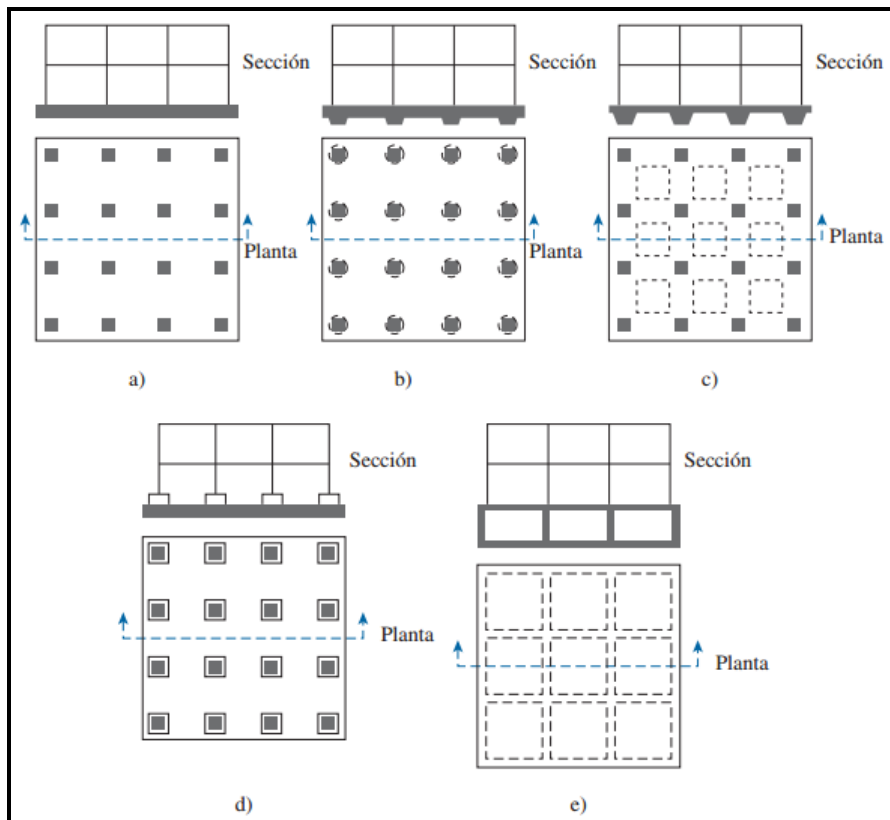 Sección
Sección
Sección
Planta
Planta
Planta
a)
b)
c)
Sección
Sección
Planta
Planta
d)
e)